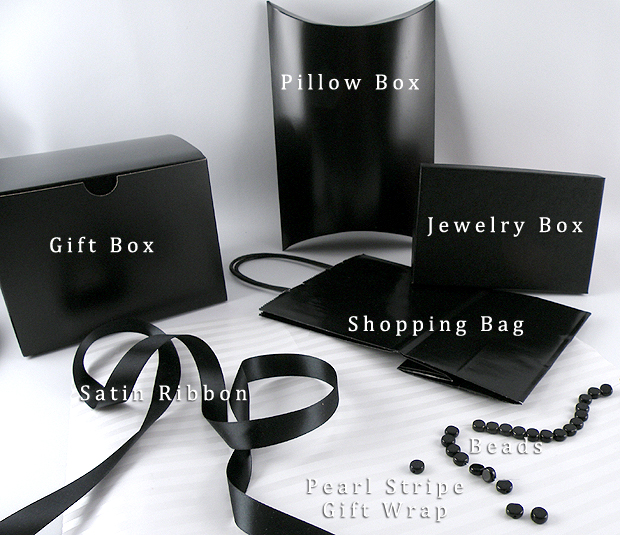 Pillow Box
Jewelry Box
Gift Box
Shopping Bag
Satin Ribbon
Beads
Pearl Stripe
Gift Wrap